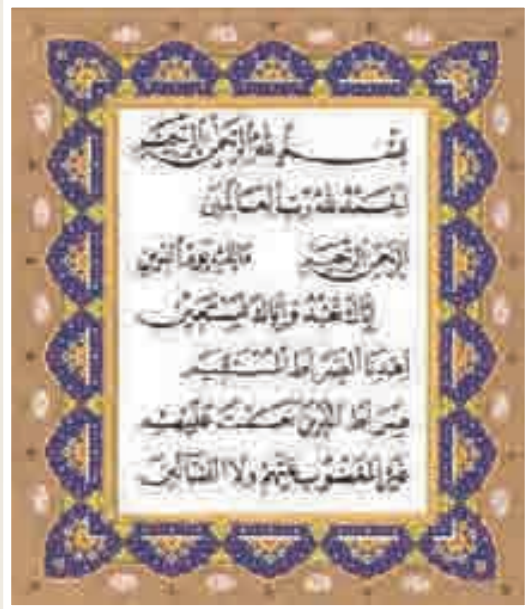 بسم الله الرحمن الرحيم
الحمد لله رب العالمين
الرحمن الرحيم مالك يوم الدين
إياك نعبد وإياك نستعين
اهدنا الصراط المستقيم
صراط الذين أنعمت عليهم
غير المغضوب عليهم ولا الضالين